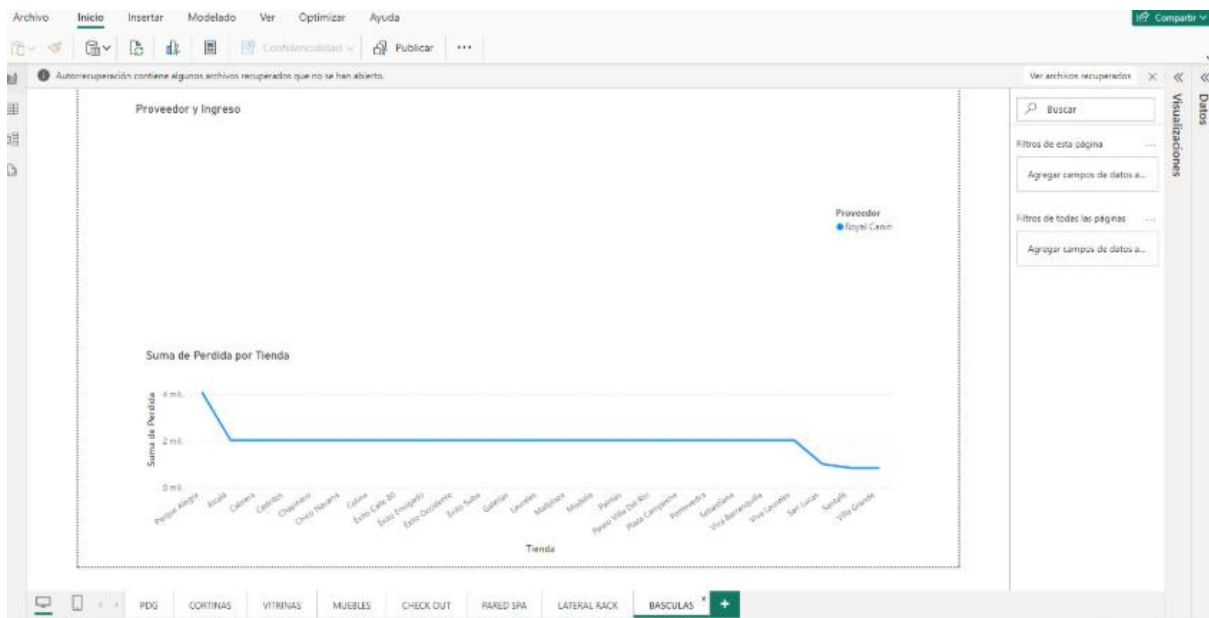 Archivo Inicio Insertar Modelado Ver Optimizar Ayuda
Compartir
Confidencialidad Publicar ...
Autorrecuperación contiene algunos archivos recuperados que no se han abierto.
Ver archivos recuperados
Proveedor y Ingreso
Buscar
Filtros de esta página
Agregar campos de datos a...
Filtros de todas las páginas
Agregar campos de datos a...
Visualizaciones
Datos
Proveedor
Royal Canin
Suma de Perdida por Tienda
Suma de Perdida
4 mil.
2 mil.
0 mil.
Parque Alegra
Alcalá
Cabrera
Cedritos
Chapinero
Chicó Navarra
Colina
Éxito Calle 80
Éxito Envigado
Éxito Occidente
Éxito Suba
Galerías
Laureles
Mallplaza
Modelia
Palmas
Paseo Villa Del Rio
Plaza Campestre
Pontevedra
Sebastiana
Viva Barranquilla
Viva Laureles
San Lucas
Santafé
Villa Grande
Tienda
PDG CORTINAS VITRINAS MUEBLES CHECK OUT PARED SPA LATERAL RACK BASCULAS